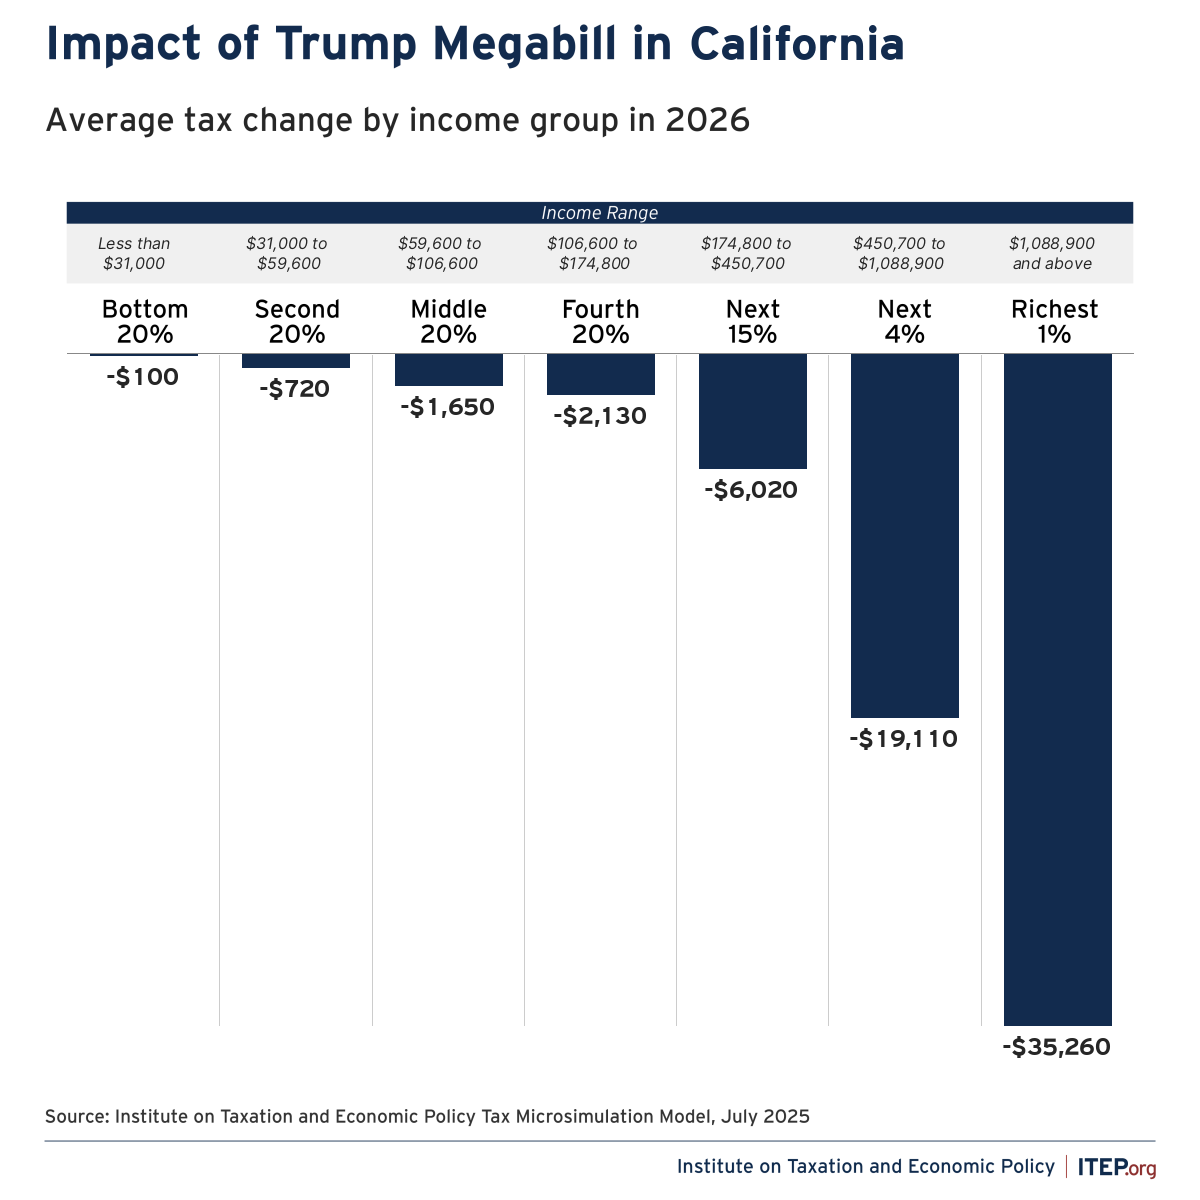 Impact of Trump Megabill in California
Average tax change by income group in 2026
Income Range
Less than
$31,000
$31,000 to
$59,600
$59,600 to
$106,600
$106,600 to
$174,800
$174,800 to
$450,700
$450,700 to
$1,088,900
$1,088,900
and above
Bottom
20%
Second
20%
Middle
20%
Fourth
20%
Next
15%
Next
4%
Richest
1%
-$100
-$720
-$1,650
-$2,130
-$6,020
-$19,110
-$35,260
Source: Institute on Taxation and Economic Policy Tax Microsimulation Model, July 2025
Institute on Taxation and Economic Policy | ITEP.org